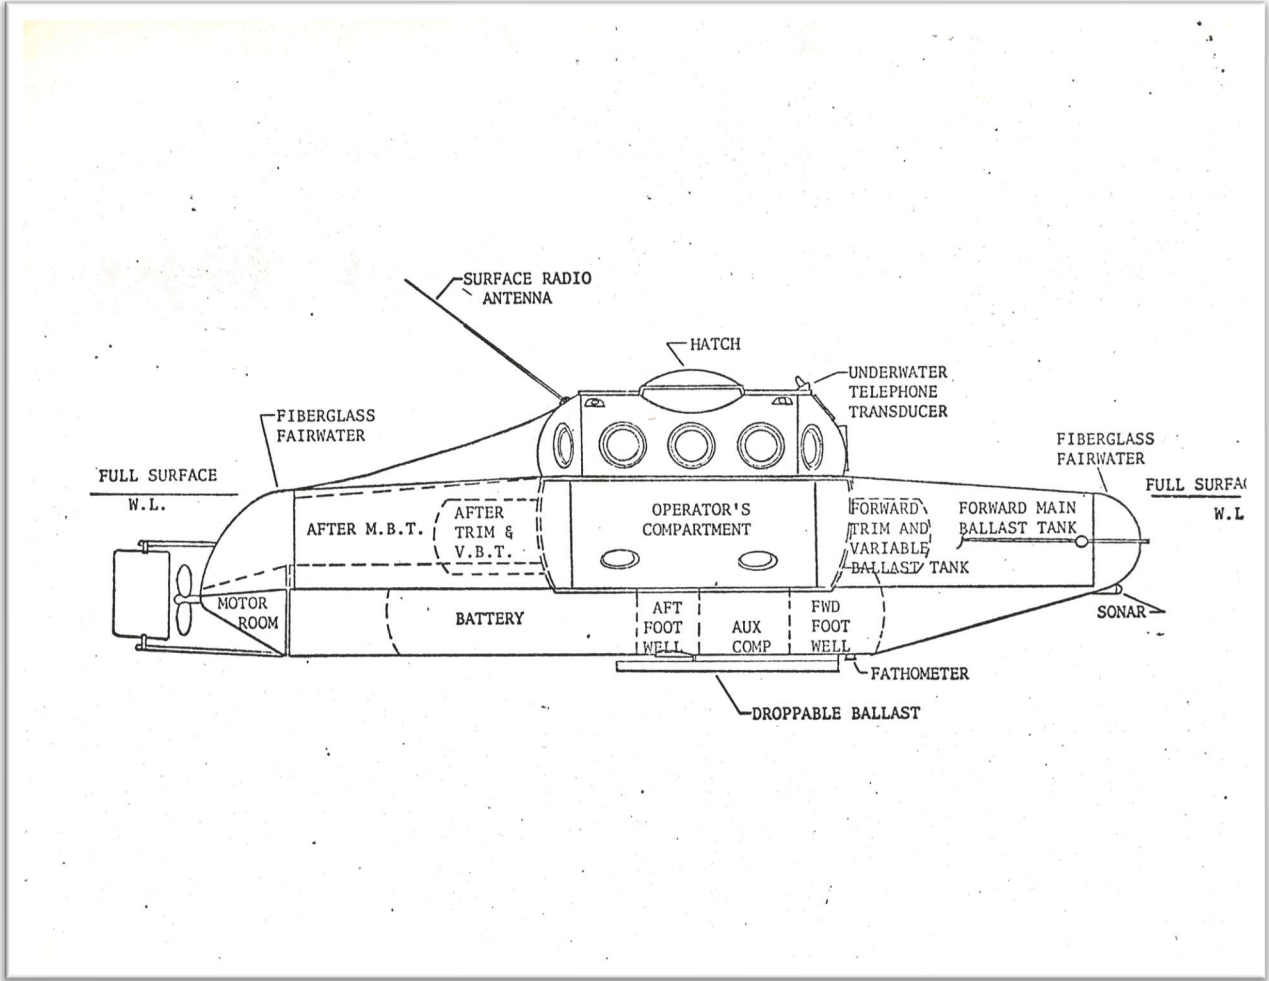 SURFACE RADIO
ANTENNA
HATCH
UNDERWATER
TELEPHONE
TRANSDUCER
FIBERGLASS
FAIRWATER
FIBERGLASS
FAIRWATER
FULL SURFACE
W.L.
FULL SURFAC
W.L
AFTER M.B.T.
AFTER
TRIM &
V.B.T.
OPERATOR'S
COMPARTMENT
FORWARD
TRIM AND
VARIABLE
BALLAST TANK
FORWARD MAIN
BALLAST TANK
MOTOR
ROOM
BATTERY
AFT
FOOT
WELL
AUX
COMP
FWD
FOOT
WELL
SONAR
FATHOMETER
DROPPABLE BALLAST